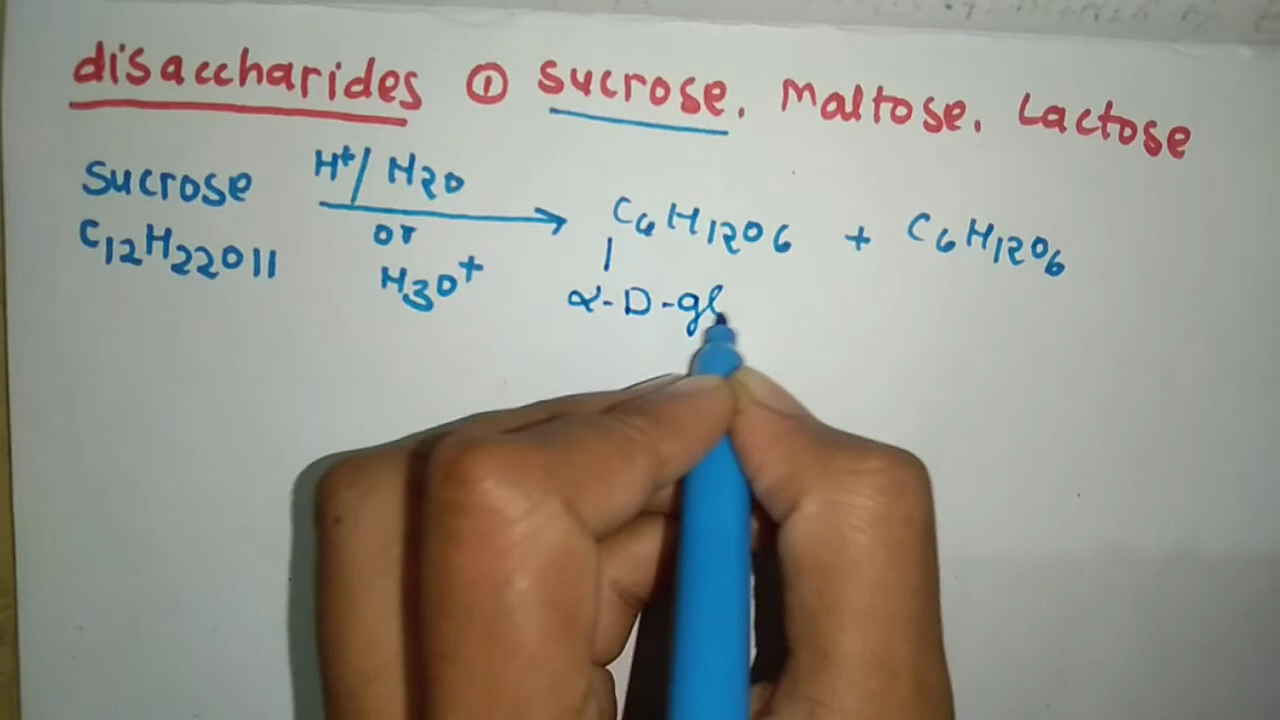 disaccharides ① sucrose. Maltose. Lactose
sucrose H+/H2O C6H12O6 + C6H12O6
C12H22O11 or
H3O+ α-D-gl